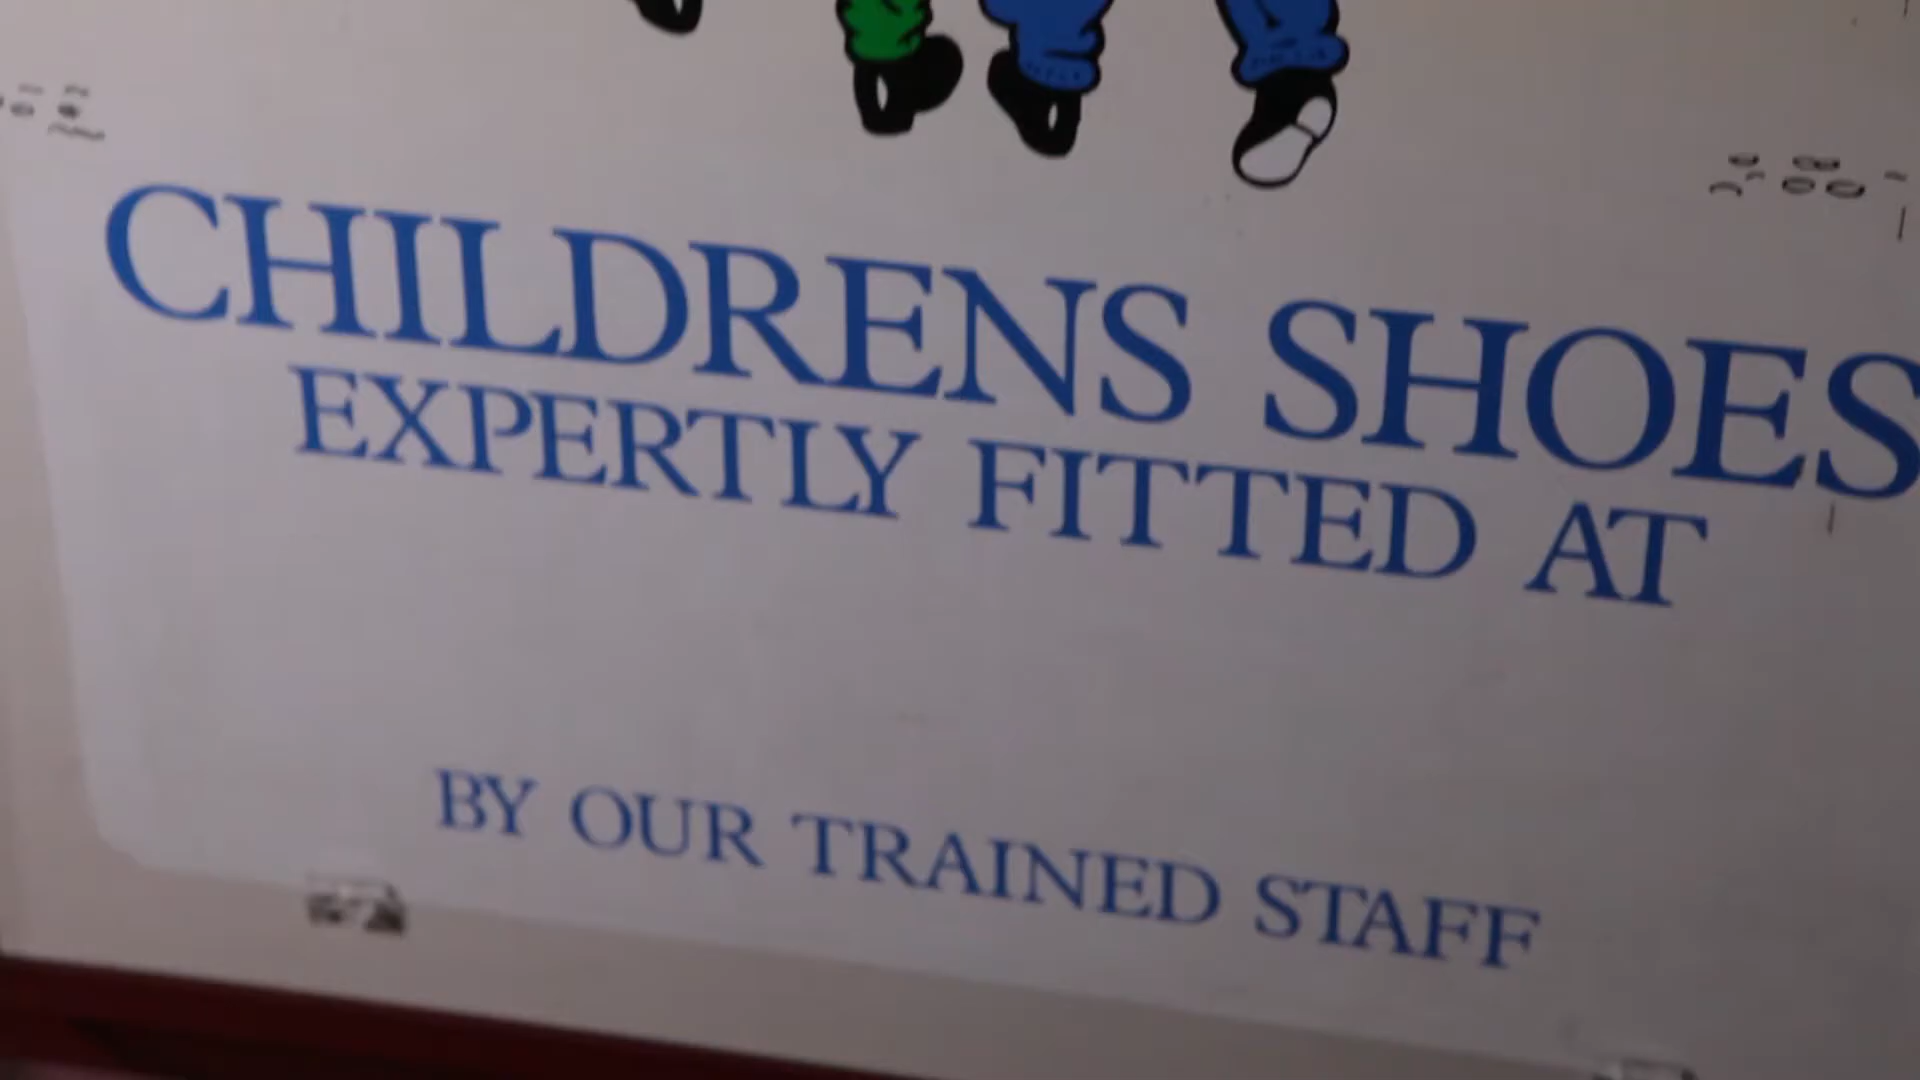 CHILDRENS SHOES
EXPERTLY FITTED AT
BY OUR TRAINED STAFF